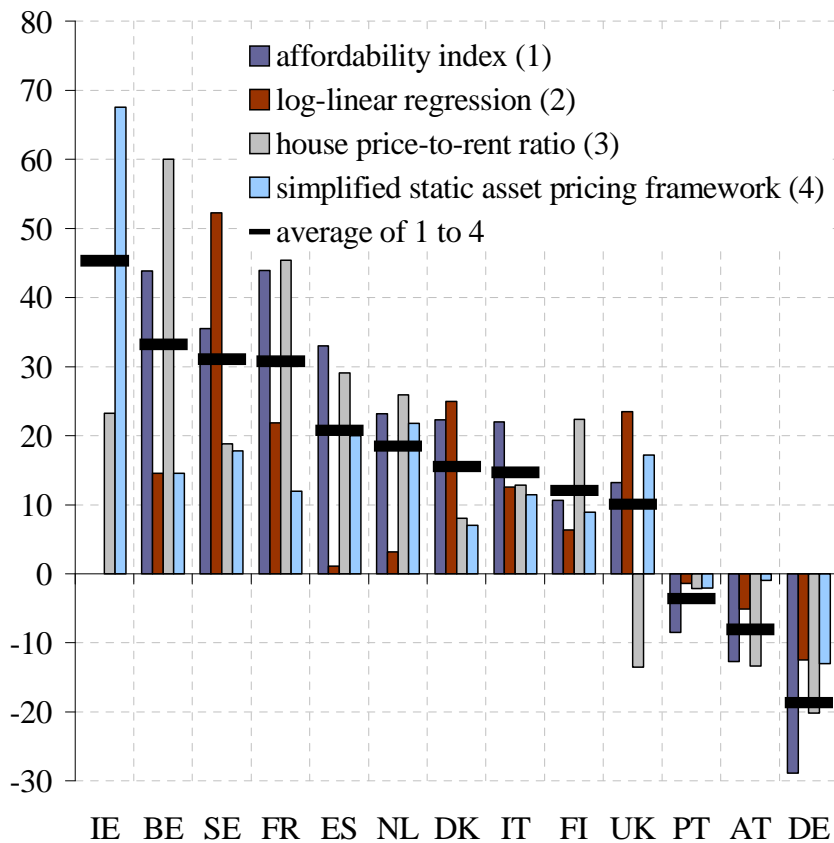 80
70
60
50
40
30
20
10
0
-10
-20
-30
affordability index (1)
log-linear regression (2)
house price-to-rent ratio (3)
simplified static asset pricing framework (4)
average of 1 to 4
IE BE SE FR ES NL DK IT FI UK PT AT DE